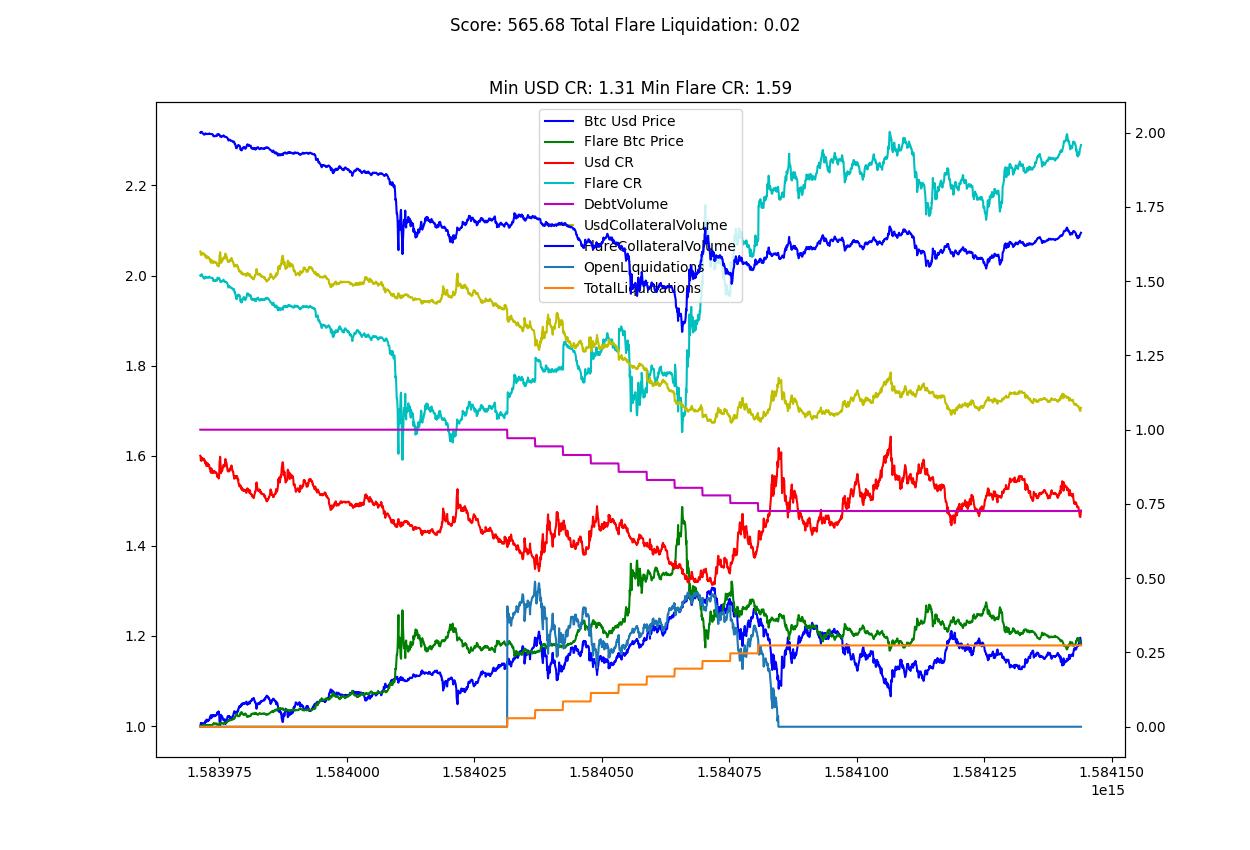 Score: 565.68 Total Flare Liquidation: 0.02
Min USD CR: 1.31 Min Flare CR: 1.59
Btc Usd Price
Flare Btc Price
Usd CR
Flare CR
DebtVolume
UsdCollateralVolume
FlareCollateralVolume
OpenLiquidations
TotalLiquidations
2.2
2.0
1.8
1.6
1.4
1.2
1.0
2.00
1.75
1.50
1.25
1.00
0.75
0.50
0.25
0.00
1.583975 1.584000 1.584025 1.584050 1.584075 1.584100 1.584125 1.584150
1e15